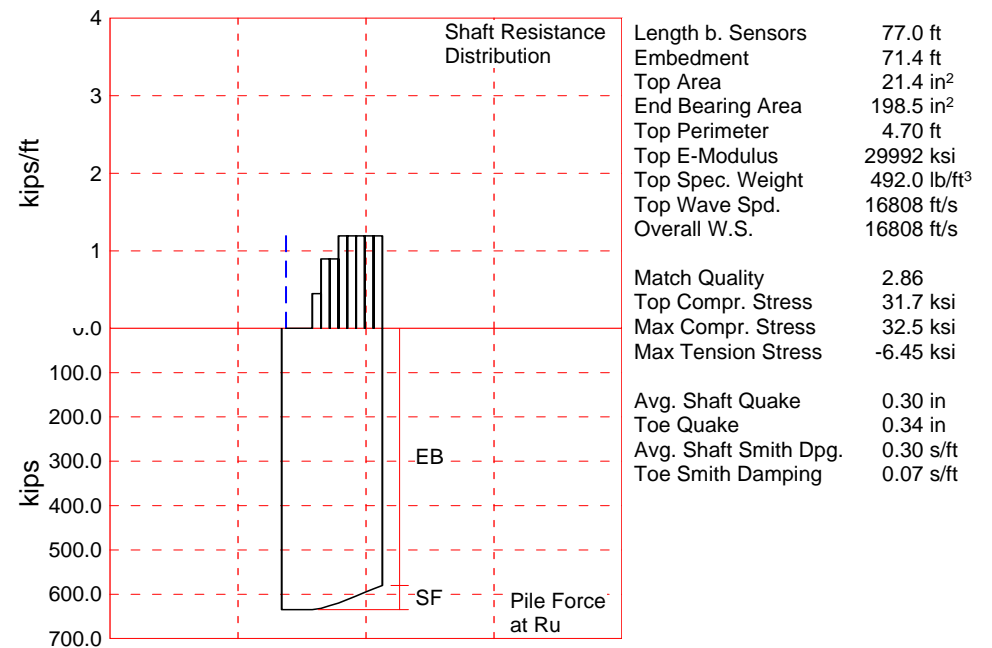 4
Shaft Resistance
Distribution
3
2
1
kips/ft
0.0
100.0
200.0
300.0
400.0
500.0
600.0
700.0
kips
EB
SF
Pile Force
at Ru
Length b. Sensors 77.0 ft
Embedment 71.4 ft
Top Area 21.4 in²
End Bearing Area 198.5 in²
Top Perimeter 4.70 ft
Top E-Modulus 29992 ksi
Top Spec. Weight 492.0 lb/ft³
Top Wave Spd. 16808 ft/s
Overall W.S. 16808 ft/s
Match Quality 2.86
Top Compr. Stress 31.7 ksi
Max Compr. Stress 32.5 ksi
Max Tension Stress -6.45 ksi
Avg. Shaft Quake 0.30 in
Toe Quake 0.34 in
Avg. Shaft Smith Dpg. 0.30 s/ft
Toe Smith Damping 0.07 s/ft